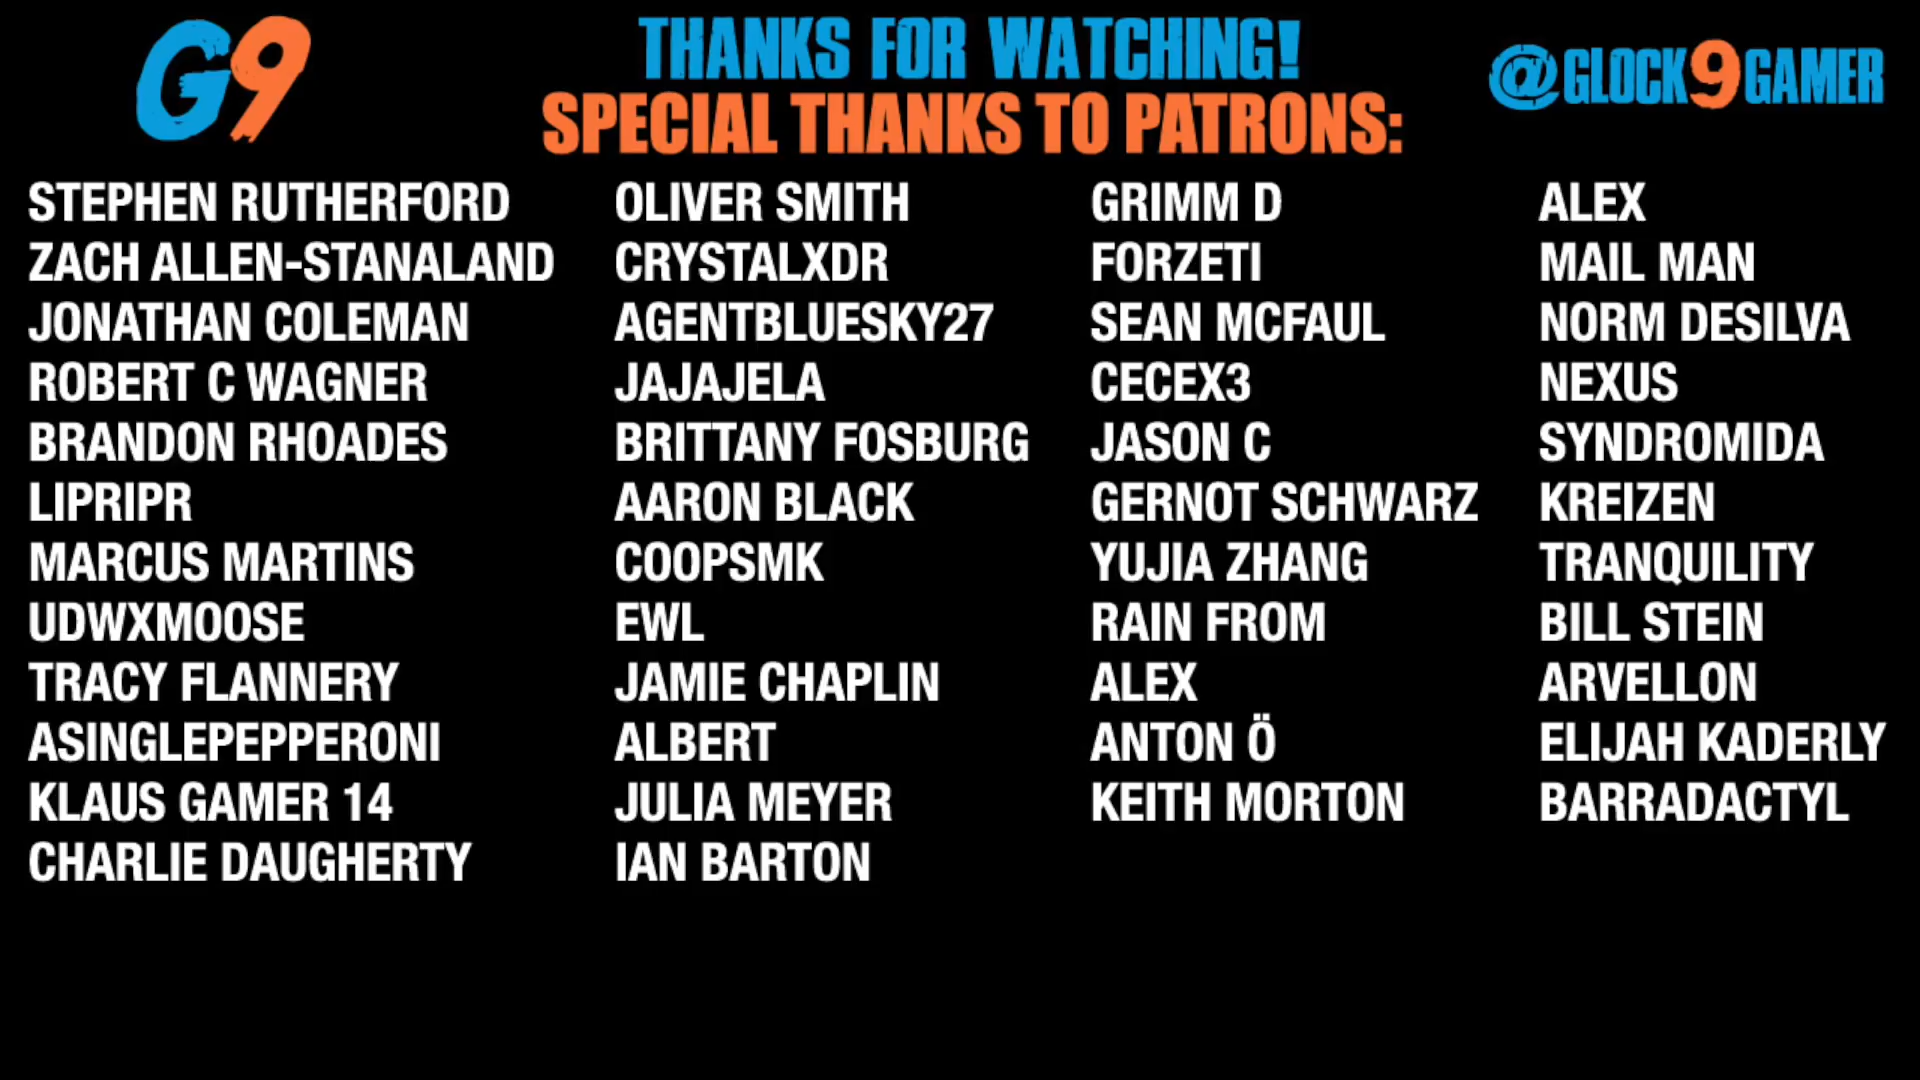 G9
THANKS FOR WATCHING!
SPECIAL THANKS TO PATRONS:
@GLOCK9GAMER
STEPHEN RUTHERFORD
ZACH ALLEN-STANALAND
JONATHAN COLEMAN
ROBERT C WAGNER
BRANDON RHOADES
LIPRIPR
MARCUS MARTINS
UDWXMOOSE
TRACY FLANNERY
ASINGLEPEPPERONI
KLAUS GAMER 14
CHARLIE DAUGHERTY
OLIVER SMITH
CRYSTALXDR
AGENTBLUESKY27
JAJAJELA
BRITTANY FOSBURG
AARON BLACK
COOPSMK
EWL
JAMIE CHAPLIN
ALBERT
JULIA MEYER
IAN BARTON
GRIMM D
FORZETI
SEAN MCFAUL
CECEX3
JASON C
GERNOT SCHWARZ
YUJIA ZHANG
RAIN FROM
ALEX
ANTON Ö
KEITH MORTON
ALEX
MAIL MAN
NORM DESILVA
NEXUS
SYNDROMIDA
KREIZEN
TRANQUILITY
BILL STEIN
ARVELLON
ELIJAH KADERLY
BARRADACTYL